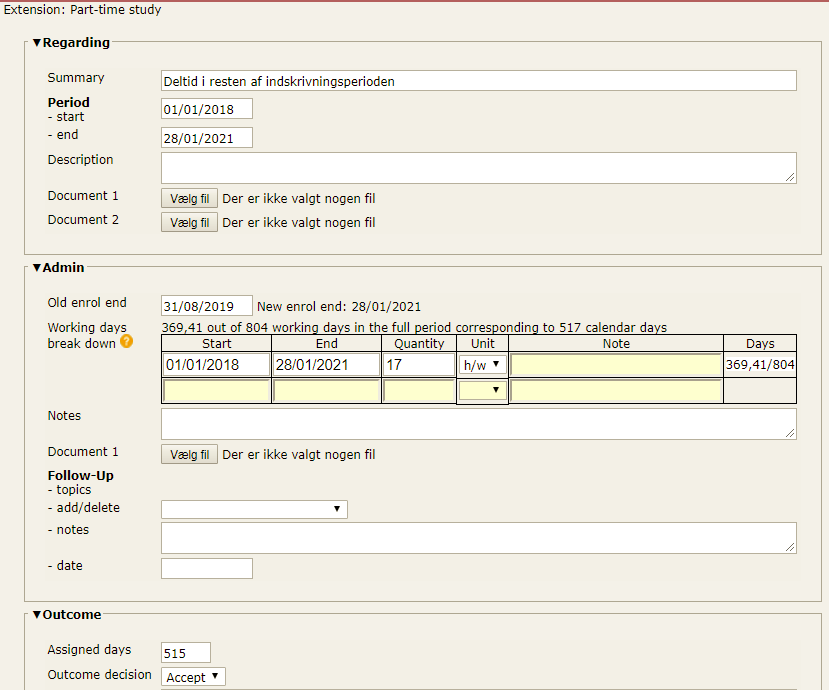 Extension: Part-time study
▼Regarding
Summary Deltid i resten af indskrivningsperioden
Period
- start 01/01/2018
- end 28/01/2021
Description
Document 1 Vælg fil Der er ikke valgt nogen fil
Document 2 Vælg fil Der er ikke valgt nogen fil
▼Admin
Old enrol end 31/08/2019 New enrol end: 28/01/2021
Working days 369,41 out of 804 working days in the full period corresponding to 517 calendar days
break down ? Start End Quantity Unit Note Days
01/01/2018 28/01/2021 17 h/w ▼ 369,41/804
▼
Notes
Document 1 Vælg fil Der er ikke valgt nogen fil
Follow-Up
- topics
- add/delete ▼
- notes
- date
▼Outcome
Assigned days 515
Outcome decision Accept ▼